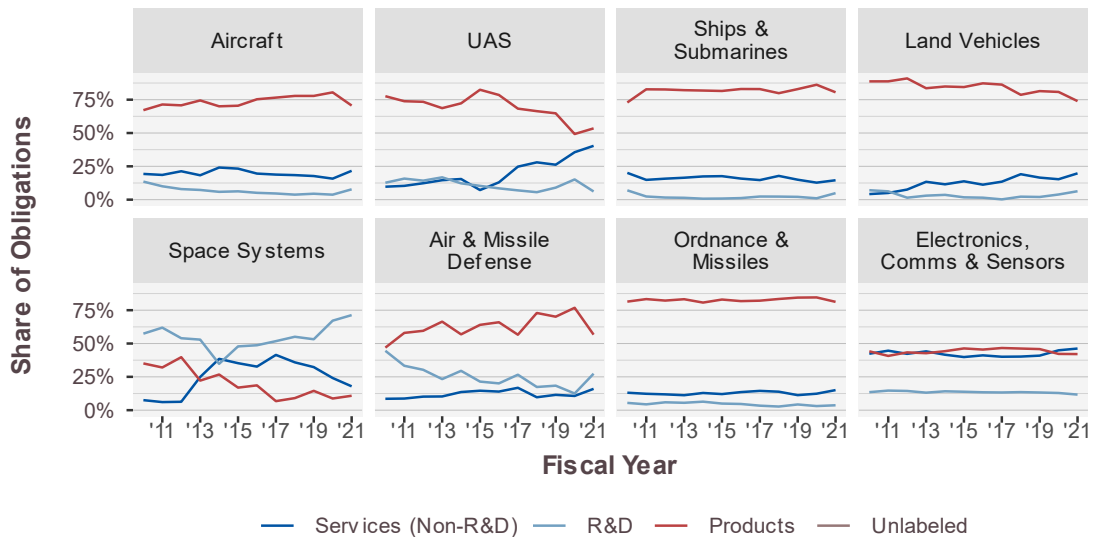 Aircraft
UAS
Ships &
Submarines
Land Vehicles
75%
50%
25%
0%
Space Systems
Air & Missile
Defense
Ordnance &
Missiles
Electronics,
Comms & Sensors
75%
50%
25%
0%
Share of Obligations
'11 '13 '15 '17 '19 '21
'11 '13 '15 '17 '19 '21
'11 '13 '15 '17 '19 '21
'11 '13 '15 '17 '19 '21
Fiscal Year
Services (Non-R&D) R&D Products Unlabeled